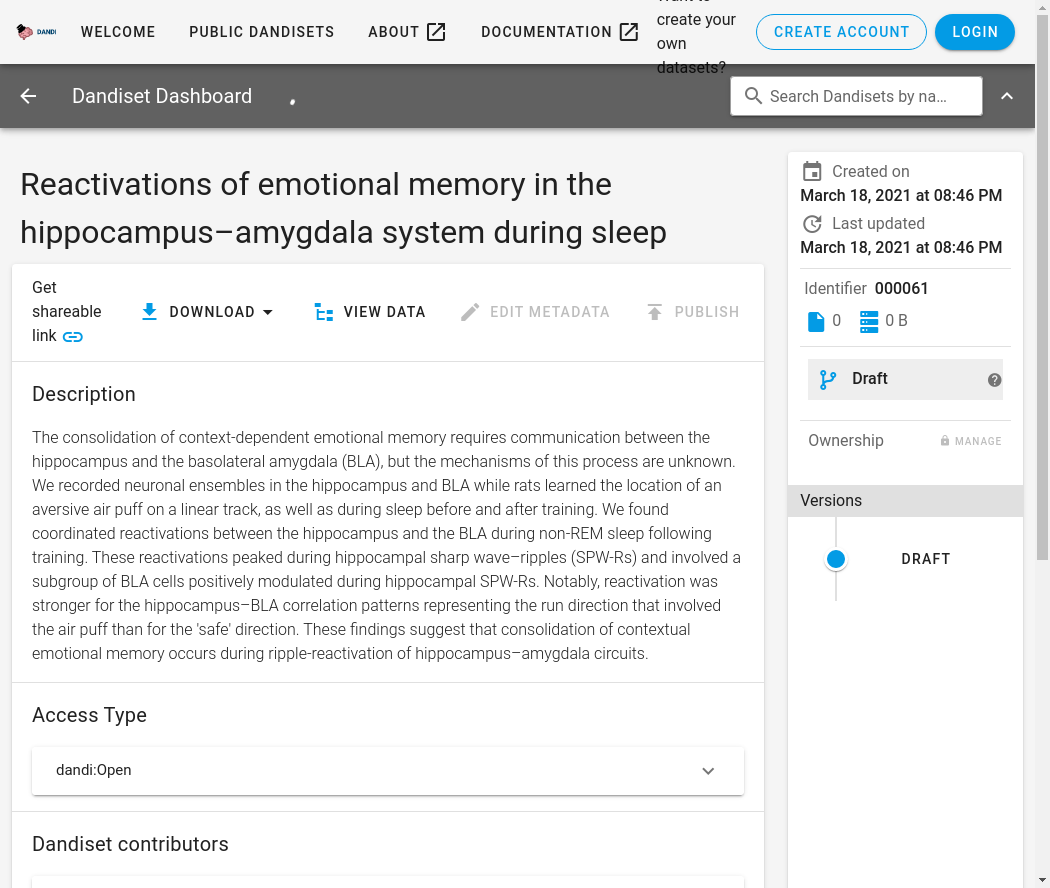 DANDI
WELCOME
PUBLIC DANDISETS
ABOUT
DOCUMENTATION
create your
own
datasets?
CREATE ACCOUNT
LOGIN
Dandiset Dashboard
Search Dandisets by na...
Reactivations of emotional memory in the
hippocampus–amygdala system during sleep
Get
shareable
link
DOWNLOAD
VIEW DATA
EDIT METADATA
PUBLISH
Description
The consolidation of context-dependent emotional memory requires communication between the
hippocampus and the basolateral amygdala (BLA), but the mechanisms of this process are unknown.
We recorded neuronal ensembles in the hippocampus and BLA while rats learned the location of an
aversive air puff on a linear track, as well as during sleep before and after training. We found
coordinated reactivations between the hippocampus and the BLA during non-REM sleep following
training. These reactivations peaked during hippocampal sharp wave–ripples (SPW-Rs) and involved a
subgroup of BLA cells positively modulated during hippocampal SPW-Rs. Notably, reactivation was
stronger for the hippocampus–BLA correlation patterns representing the run direction that involved
the air puff than for the 'safe' direction. These findings suggest that consolidation of contextual
emotional memory occurs during ripple-reactivation of hippocampus–amygdala circuits.
Access Type
dandi:Open
Dandiset contributors
Created on
March 18, 2021 at 08:46 PM
Last updated
March 18, 2021 at 08:46 PM
Identifier 000061
0
0 B
Draft
Ownership
MANAGE
Versions
DRAFT